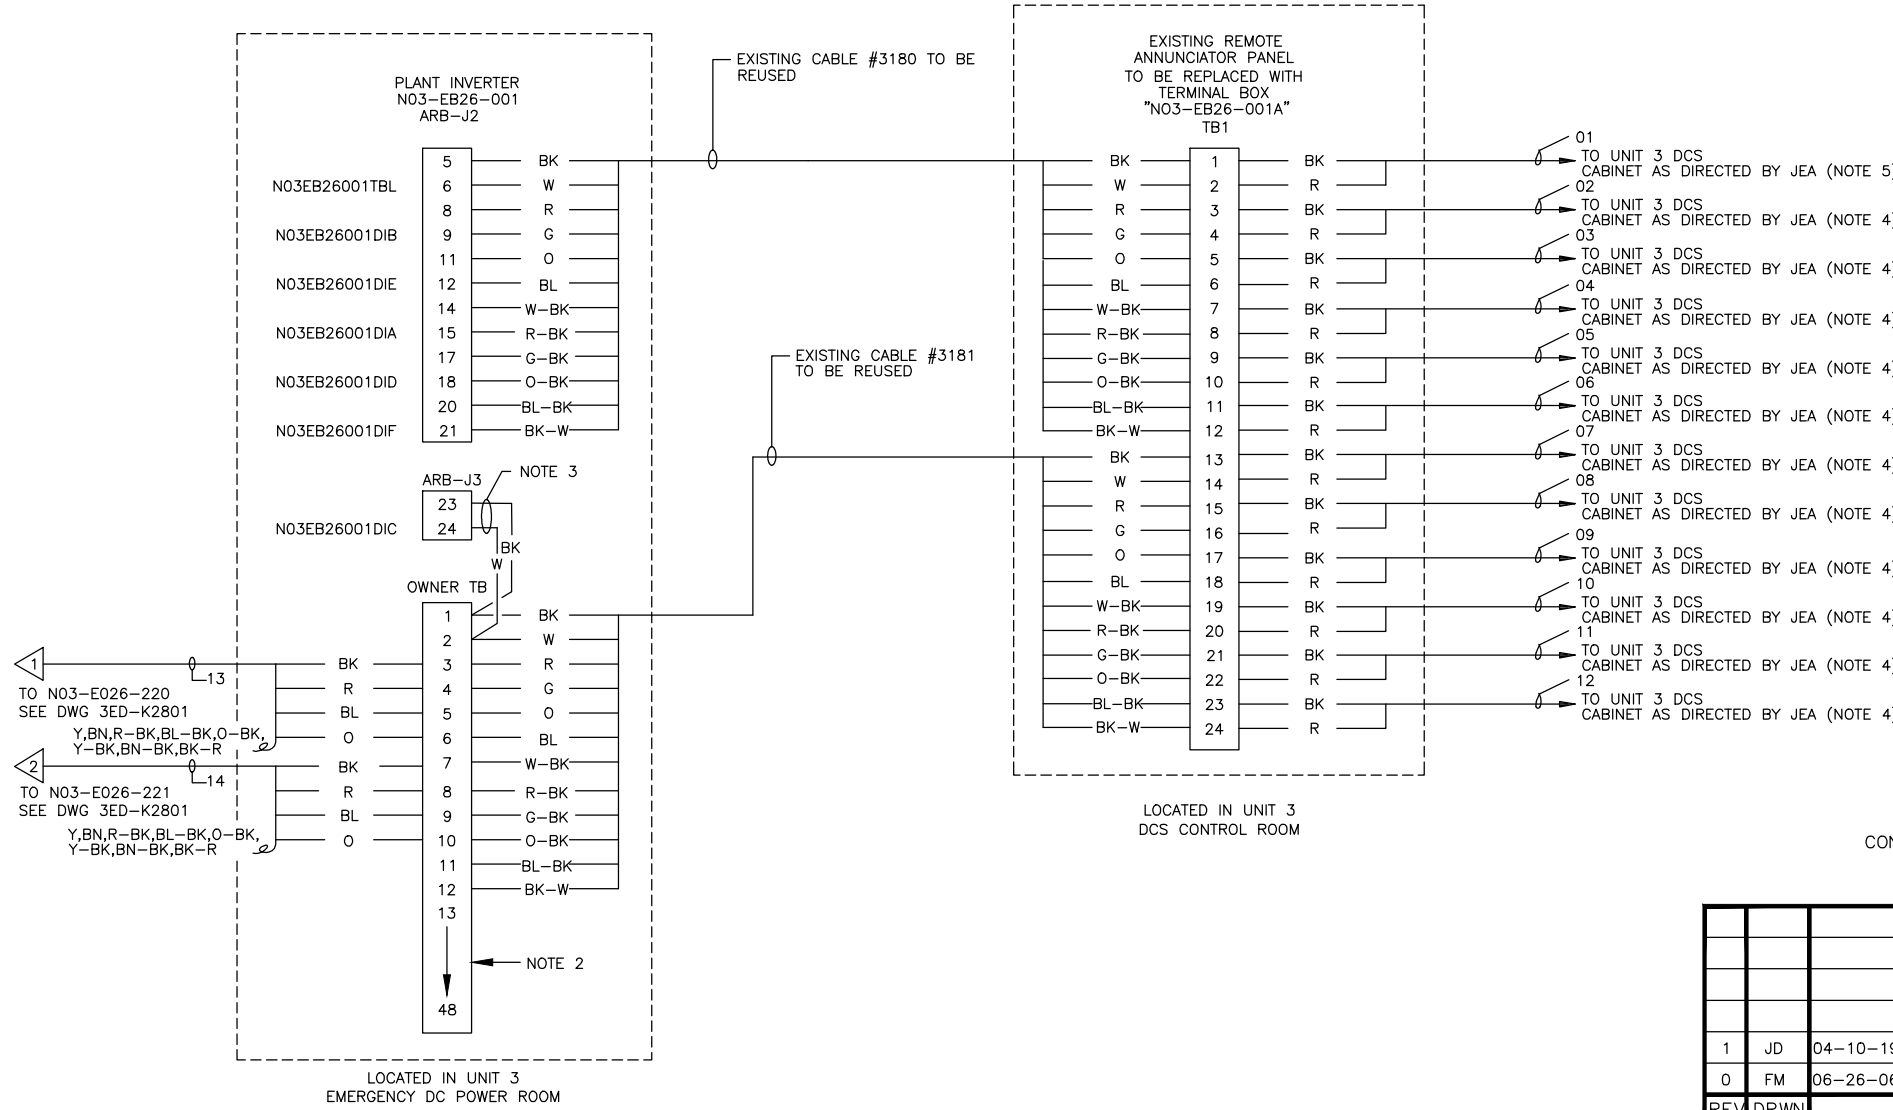 PLANT INVERTER
N03-EB26-001
ARB-J2
5 BK
N03EB26001TBL 6 W
8 R
N03EB26001DIB 9 G
11 O
N03EB26001DIE 12 BL
14 W-BK
N03EB26001DIA 15 R-BK
17 G-BK
N03EB26001DID 18 O-BK
20 BL-BK
N03EB26001DIF 21 BK-W
ARB-J3
NOTE 3
23
N03EB26001DIC 24
BK
W
OWNER TB
1 BK
2 W
BK 3 R
R 4 G
BL 5 O
O 6 BL
BK 7 W-BK
R 8 R-BK
BL 9 G-BK
O 10 O-BK
11 BL-BK
12 BK-W
13
NOTE 2
48
1
13
TO N03-E026-220
SEE DWG 3ED-K2801
Y,BN,R-BK,BL-BK,O-BK,
Y-BK,BN-BK,BK-R
2
14
TO N03-E026-221
SEE DWG 3ED-K2801
Y,BN,R-BK,BL-BK,O-BK,
Y-BK,BN-BK,BK-R
LOCATED IN UNIT 3
EMERGENCY DC POWER ROOM
EXISTING CABLE #3180 TO BE
REUSED
EXISTING CABLE #3181
TO BE REUSED
EXISTING REMOTE
ANNUNCIATOR PANEL
TO BE REPLACED WITH
TERMINAL BOX
"N03-EB26-001A"
TB1
BK 1 BK
W 2 R
R 3 BK
G 4 R
O 5 BK
BL 6 R
W-BK 7 BK
R-BK 8 R
G-BK 9 BK
O-BK 10 R
BL-BK 11 BK
BK-W 12 R
BK 13 BK
W 14 R
R 15 BK
G 16 R
O 17 BK
BL 18 R
W-BK 19 BK
R-BK 20 R
G-BK 21 BK
O-BK 22 R
BL-BK 23 BK
BK-W 24 R
LOCATED IN UNIT 3
DCS CONTROL ROOM
01
TO UNIT 3 DCS
CABINET AS DIRECTED BY JEA (NOTE 5)
02
TO UNIT 3 DCS
CABINET AS DIRECTED BY JEA (NOTE 4)
03
TO UNIT 3 DCS
CABINET AS DIRECTED BY JEA (NOTE 4)
04
TO UNIT 3 DCS
CABINET AS DIRECTED BY JEA (NOTE 4)
05
TO UNIT 3 DCS
CABINET AS DIRECTED BY JEA (NOTE 4)
06
TO UNIT 3 DCS
CABINET AS DIRECTED BY JEA (NOTE 4)
07
TO UNIT 3 DCS
CABINET AS DIRECTED BY JEA (NOTE 4)
08
TO UNIT 3 DCS
CABINET AS DIRECTED BY JEA (NOTE 4)
09
TO UNIT 3 DCS
CABINET AS DIRECTED BY JEA (NOTE 4)
10
TO UNIT 3 DCS
CABINET AS DIRECTED BY JEA (NOTE 4)
11
TO UNIT 3 DCS
CABINET AS DIRECTED BY JEA (NOTE 4)
12
TO UNIT 3 DCS
CABINET AS DIRECTED BY JEA (NOTE 4)
CON
1 JD 04-10-19
0 FM 06-26-06
REV DRWN